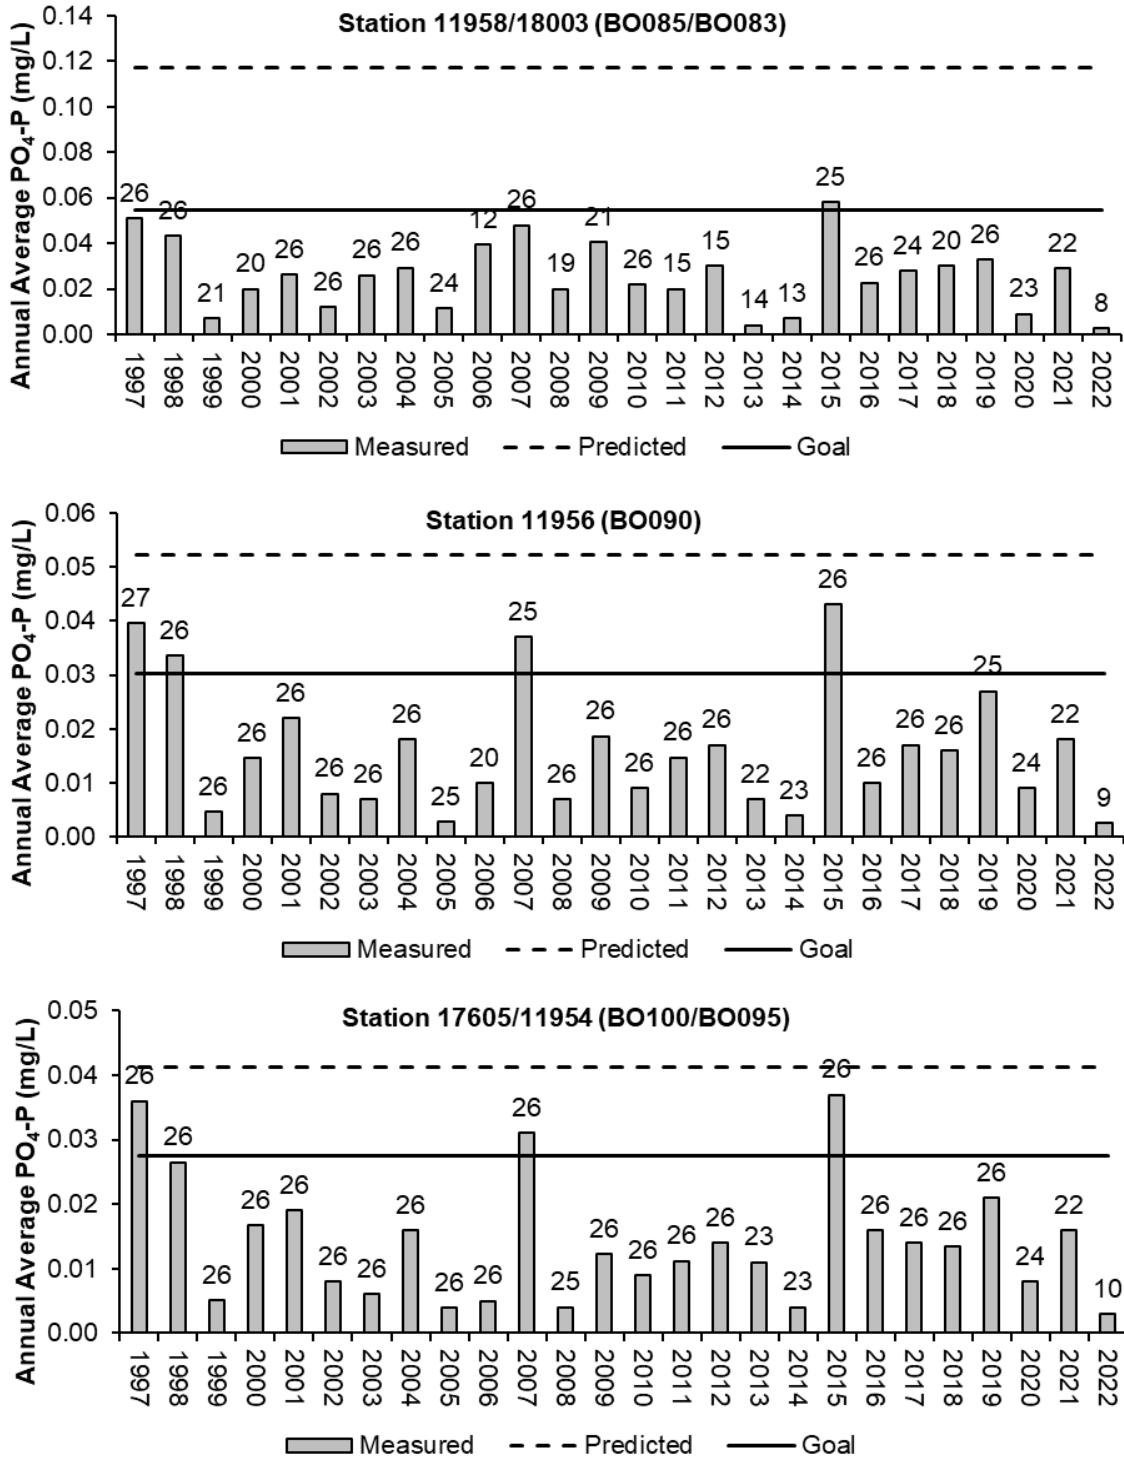 Station 11958/18003 (BO085/BO083)
Annual Average PO4-P (mg/L)
0.14
0.12
0.10
0.08
0.06
0.04
0.02
0.00
26 26 21 20 26 26 26 26 24 12 26 19 21 26 15 15 14 13 25 26 24 20 26 23 22 8
1997 1998 1999 2000 2001 2002 2003 2004 2005 2006 2007 2008 2009 2010 2011 2012 2013 2014 2015 2016 2017 2018 2019 2020 2021 2022
Measured Predicted Goal
Station 11956 (BO090)
Annual Average PO4-P (mg/L)
0.06
0.05
0.04
0.03
0.02
0.01
0.00
27 26 26 26 26 26 26 26 25 20 25 26 26 26 26 26 22 23 26 26 26 26 25 24 22 9
1997 1998 1999 2000 2001 2002 2003 2004 2005 2006 2007 2008 2009 2010 2011 2012 2013 2014 2015 2016 2017 2018 2019 2020 2021 2022
Measured Predicted Goal
Station 17605/11954 (BO100/BO095)
Annual Average PO4-P (mg/L)
0.05
0.04
0.03
0.02
0.01
0.00
26 26 26 26 26 26 26 26 26 26 26 25 26 26 26 26 23 23 26 26 26 26 26 24 22 10
1997 1998 1999 2000 2001 2002 2003 2004 2005 2006 2007 2008 2009 2010 2011 2012 2013 2014 2015 2016 2017 2018 2019 2020 2021 2022
Measured Predicted Goal